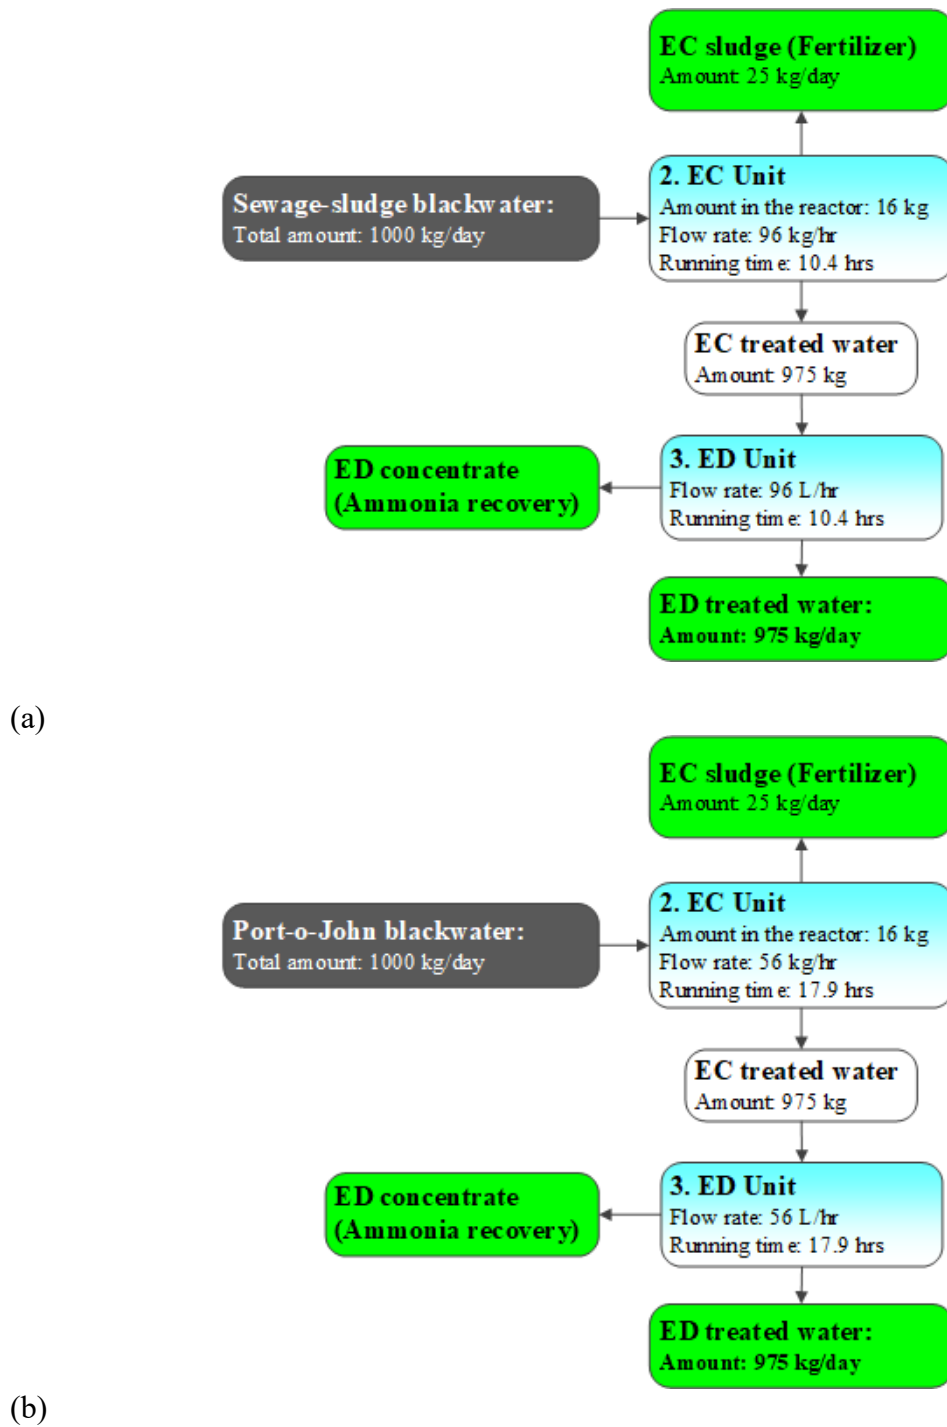 EC sludge (Fertilizer)
Amount: 25 kg/day
2. EC Unit
Amount in the reactor: 16 kg
Flow rate: 96 kg/hr
Running time: 10.4 hrs
Sewage-sludge blackwater:
Total amount: 1000 kg/day
EC treated water
Amount: 975 kg
3. ED Unit
Flow rate: 96 L/hr
Running time: 10.4 hrs
ED concentrate
(Ammonia recovery)
ED treated water:
Amount: 975 kg/day
(a)
EC sludge (Fertilizer)
Amount: 25 kg/day
2. EC Unit
Amount in the reactor: 16 kg
Flow rate: 56 kg/hr
Running time: 17.9 hrs
Port-o-John blackwater:
Total amount: 1000 kg/day
EC treated water
Amount: 975 kg
3. ED Unit
Flow rate: 56 L/hr
Running time: 17.9 hrs
ED concentrate
(Ammonia recovery)
ED treated water:
Amount: 975 kg/day
(b)